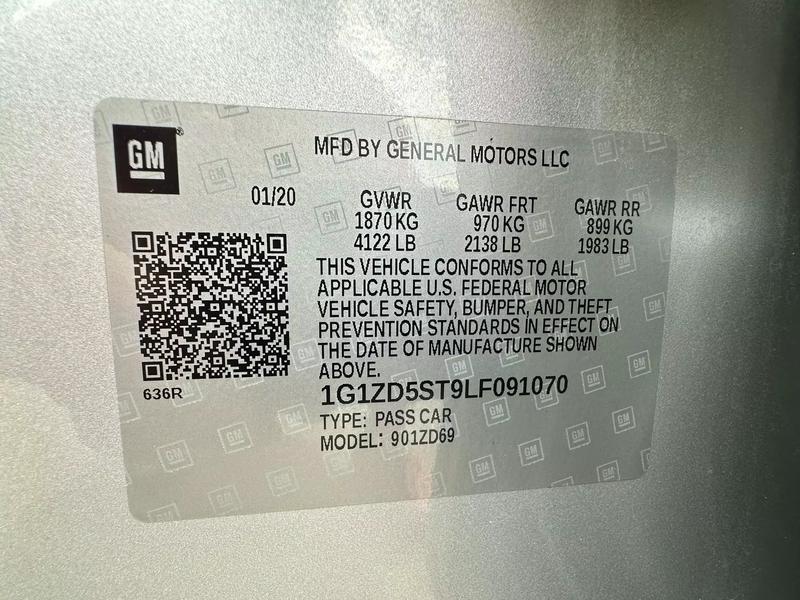 GM
MFD BY GENERAL MOTORS LLC
01/20 GVWR GAWR FRT GAWR RR
1870 KG 970 KG 899 KG
4122 LB 2138 LB 1983 LB
THIS VEHICLE CONFORMS TO ALL
APPLICABLE U.S. FEDERAL MOTOR
VEHICLE SAFETY, BUMPER, AND THEFT
PREVENTION STANDARDS IN EFFECT ON
THE DATE OF MANUFACTURE SHOWN
ABOVE.
636R
1G1ZD5ST9LF091070
TYPE: PASS CAR
MODEL: 901ZD69